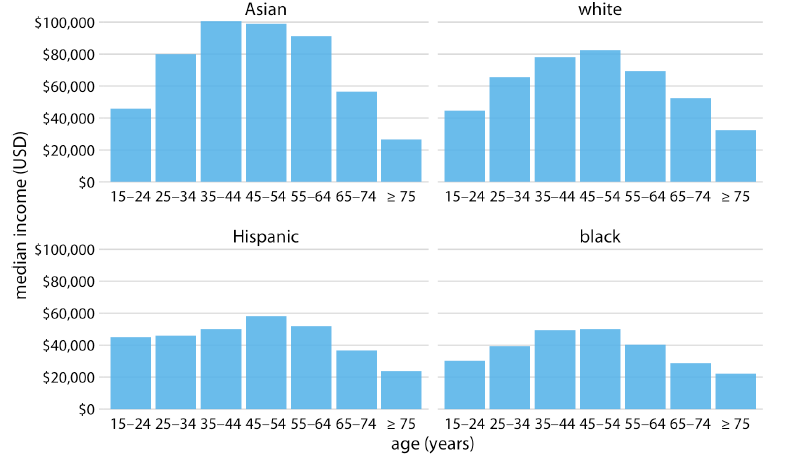 Asian
white
$100,000
$80,000
$60,000
$40,000
$20,000
$0
15–24 25–34 35–44 45–54 55–64 65–74 ≥ 75
15–24 25–34 35–44 45–54 55–64 65–74 ≥ 75
median income (USD)
Hispanic
black
$100,000
$80,000
$60,000
$40,000
$20,000
$0
15–24 25–34 35–44 45–54 55–64 65–74 ≥ 75
15–24 25–34 35–44 45–54 55–64 65–74 ≥ 75
age (years)